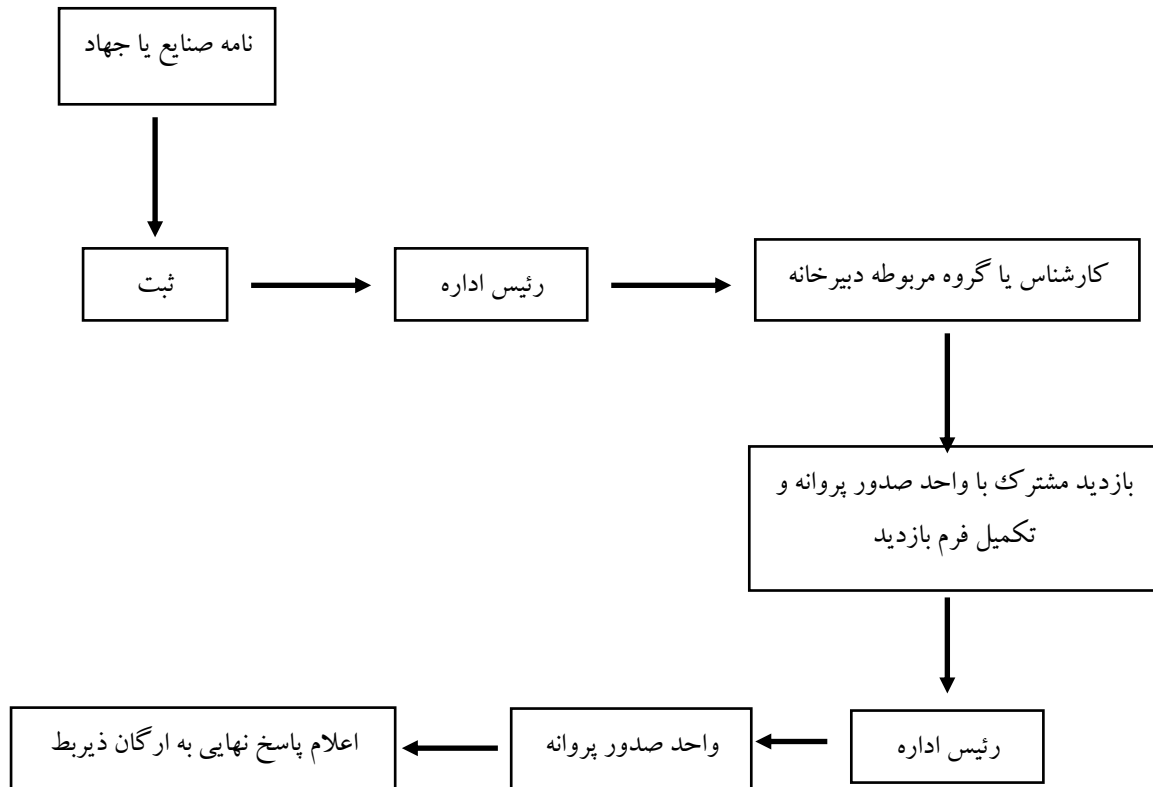 نامه صنایع یا جهاد
ثبت
رئیس اداره
کارشناس یا گروه مربوطه دبیرخانه
بازدید مشترک با واحد صدور پروانه و
تکمیل فرم بازدید
رئیس اداره
واحد صدور پروانه
اعلام پاسخ نهایی به ارگان ذیربط